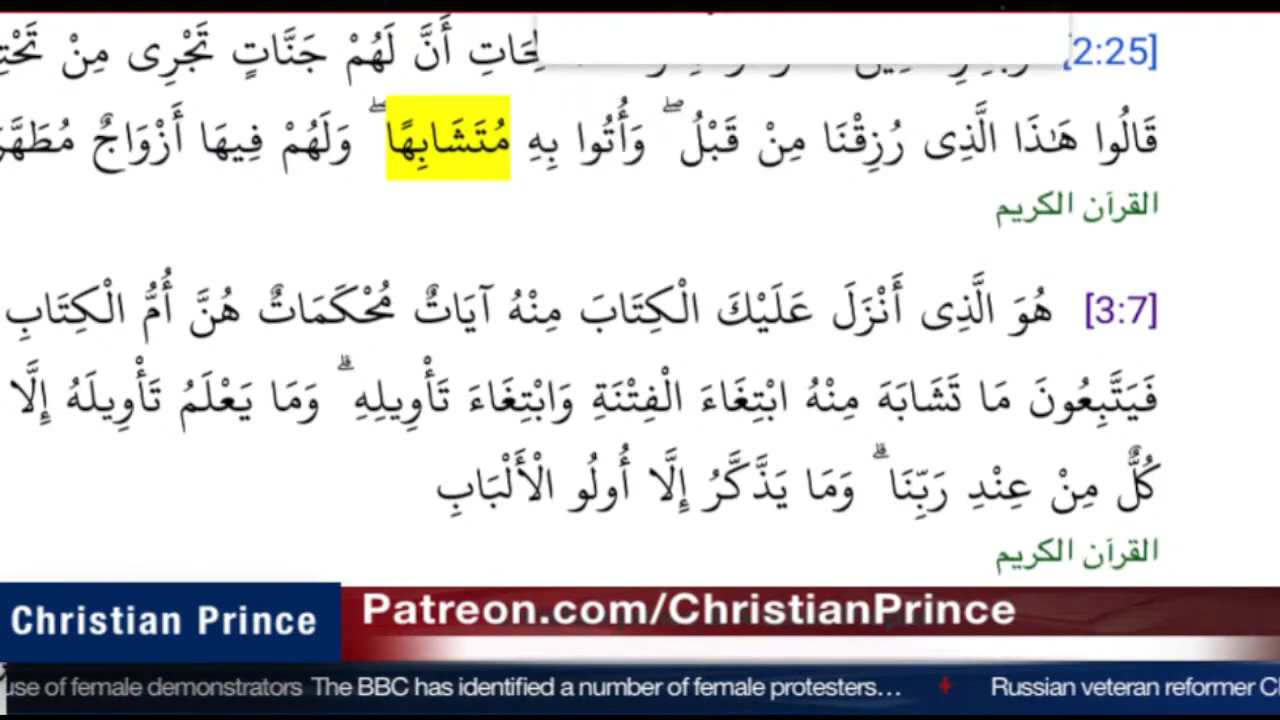 [2:25] الِحَاتِ أَنَّ لَهُمْ جَنَّاتٍ تَجْرِى مِنْ
قَالُوا هَٰذَا الَّذِى رُزِقْنَا مِنْ قَبْلُ ۖ وَأُتُوا بِهِ مُتَشَابِهًا ۖ وَلَهُمْ فِيهَا أَزْوَاجٌ
القرآن الكريم
[3:7] هُوَ الَّذِى أَنْزَلَ عَلَيْكَ الْكِتَابَ مِنْهُ آيَاتٌ مُحْكَمَاتٌ هُنَّ أُمُّ الْكِتَابِ
فَيَتَّبِعُونَ مَا تَشَابَهَ مِنْهُ ابْتِغَاءَ الْفِتْنَةِ وَابْتِغَاءَ تَأْوِيلِهِ ۗ وَمَا يَعْلَمُ تَأْوِيلَهُ إِلَّا
كُلٌّ مِنْ عِنْدِ رَبِّنَا ۗ وَمَا يَذَّكَّرُ إِلَّا أُولُو الْأَلْبَابِ
القرآن الكريم
Christian Prince
Patreon.com/ChristianPrince
use of female demonstrators The BBC has identified a number of female protesters... Russian veteran reformer